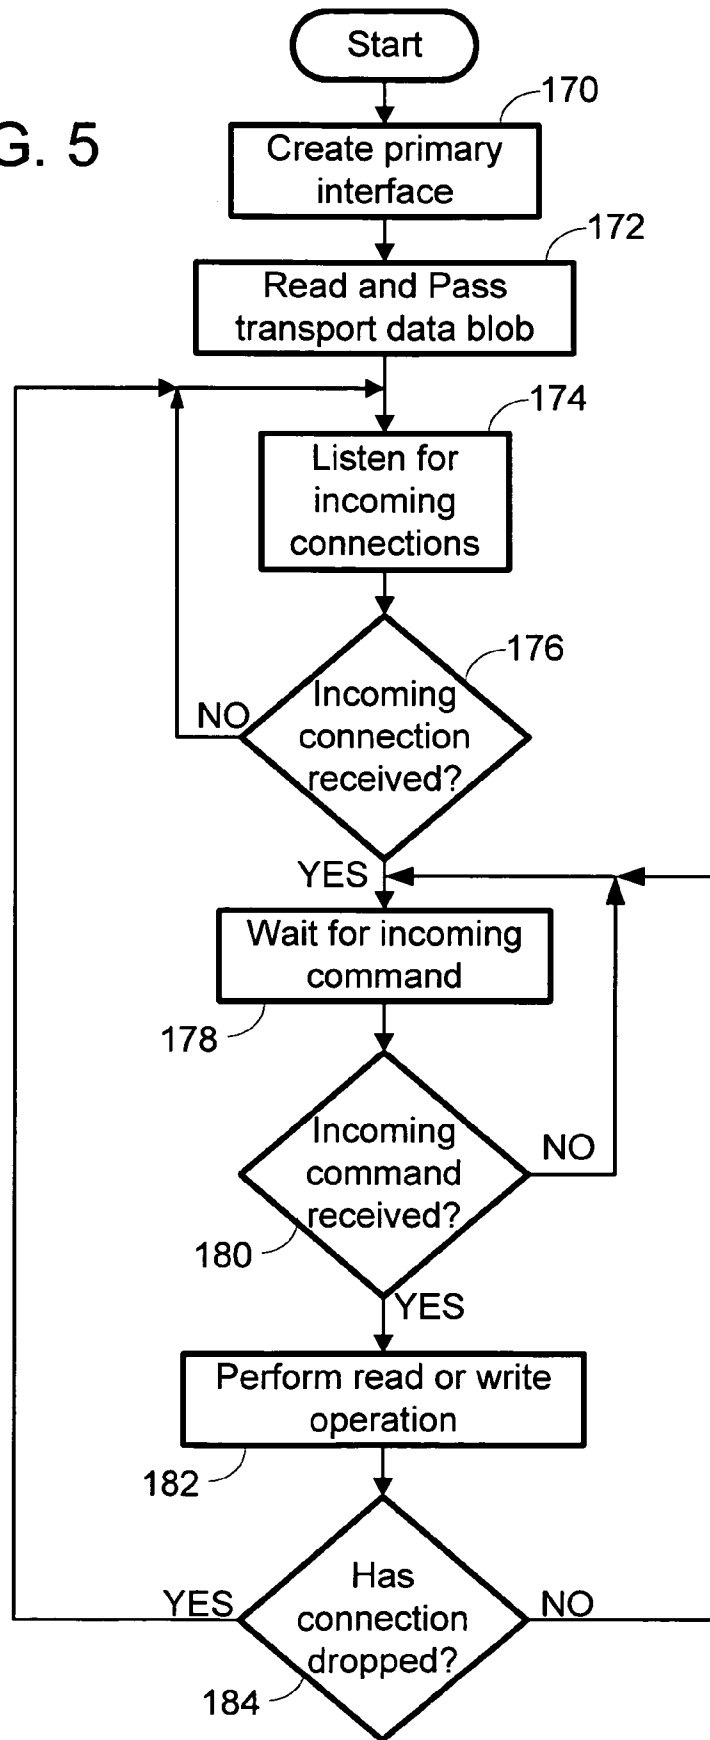 Start
170
G. 5
Create primary
interface
172
Read and Pass
transport data blob
174
Listen for
incoming
connections
176
Incoming
connection
received?
NO
YES
Wait for incoming
command
178
Incoming
command
received?
NO
180
YES
Perform read or write
operation
182
Has
connection
dropped?
YES
NO
184